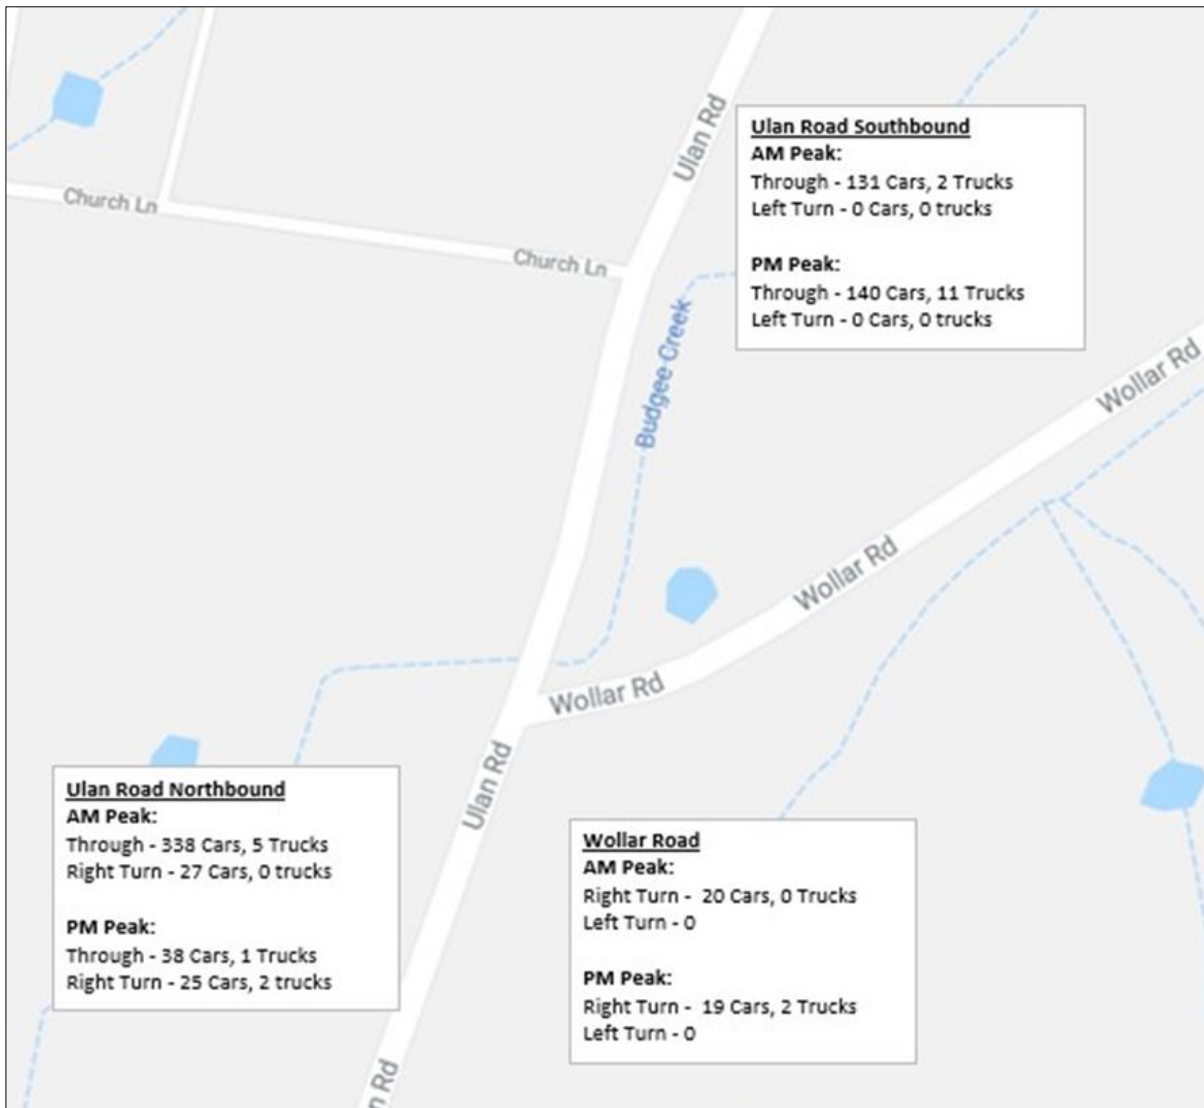 Ulan Rd
Ulan Road Southbound
AM Peak:
Through - 131 Cars, 2 Trucks
Left Turn - 0 Cars, 0 trucks
PM Peak:
Through - 140 Cars, 11 Trucks
Left Turn - 0 Cars, 0 trucks
Church Ln
Church Ln
Budgee Creek
Wollar Rd
Wollar Rd
Wollar Rd
Ulan Rd
Ulan Road Northbound
AM Peak:
Through - 338 Cars, 5 Trucks
Right Turn - 27 Cars, 0 trucks
PM Peak:
Through - 38 Cars, 1 Trucks
Right Turn - 25 Cars, 2 trucks
Wollar Road
AM Peak:
Right Turn -  20 Cars, 0 Trucks
Left Turn - 0
PM Peak:
Right Turn -  19 Cars, 2 Trucks
Left Turn - 0
n Rd